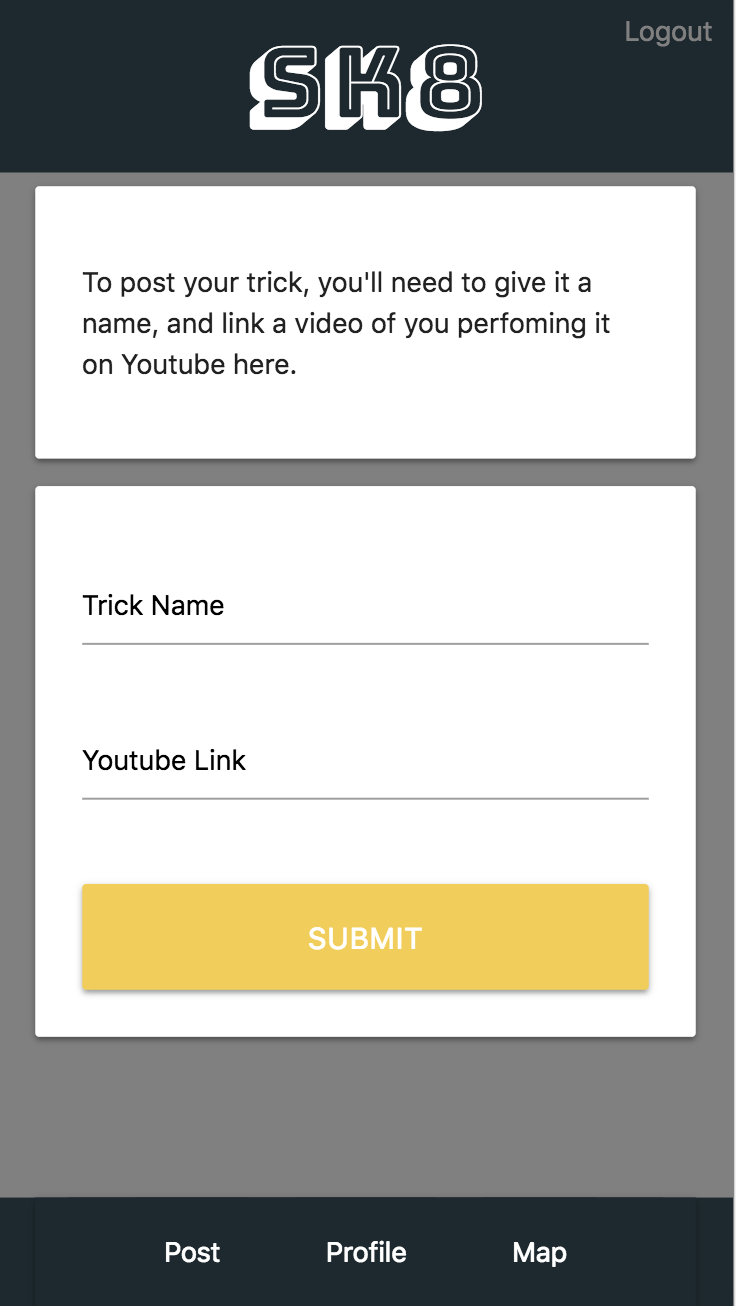 Logout
SK8
To post your trick, you'll need to give it a
name, and link a video of you perfoming it
on Youtube here.
Trick Name
Youtube Link
SUBMIT
Post Profile Map